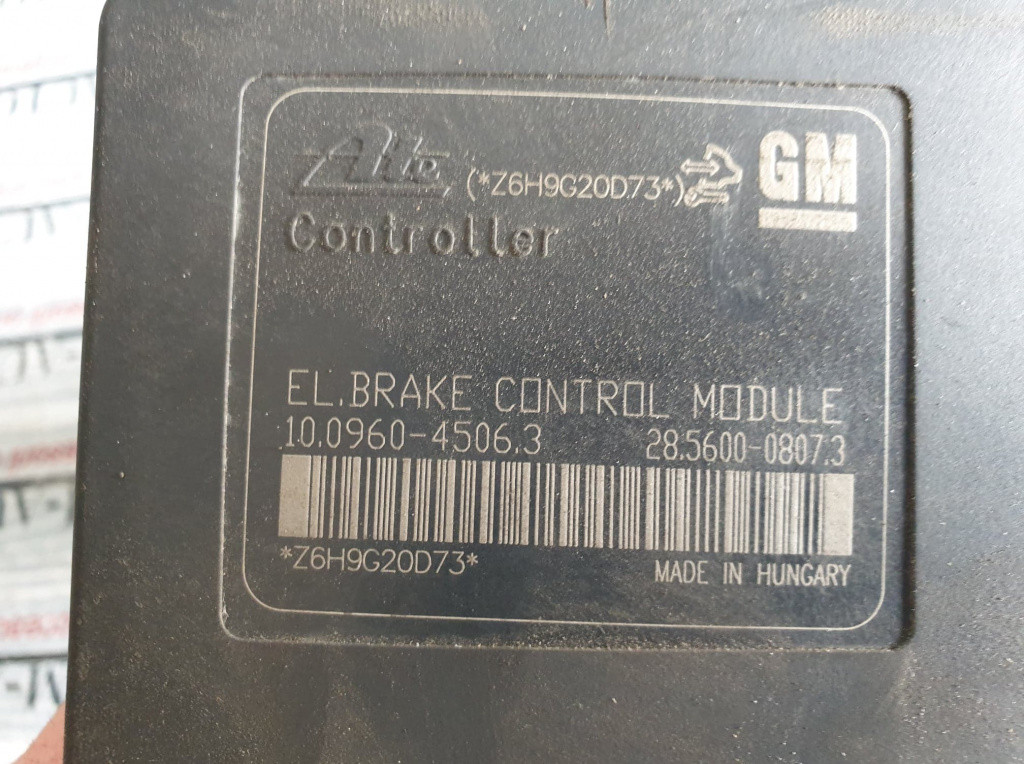 Ate (*Z6H9G20D73*) GM
Controller
EL.BRAKE CONTROL MODULE
10.0960-4506.3 28.5600-0807.3
*Z6H9G20D73* MADE IN HUNGARY